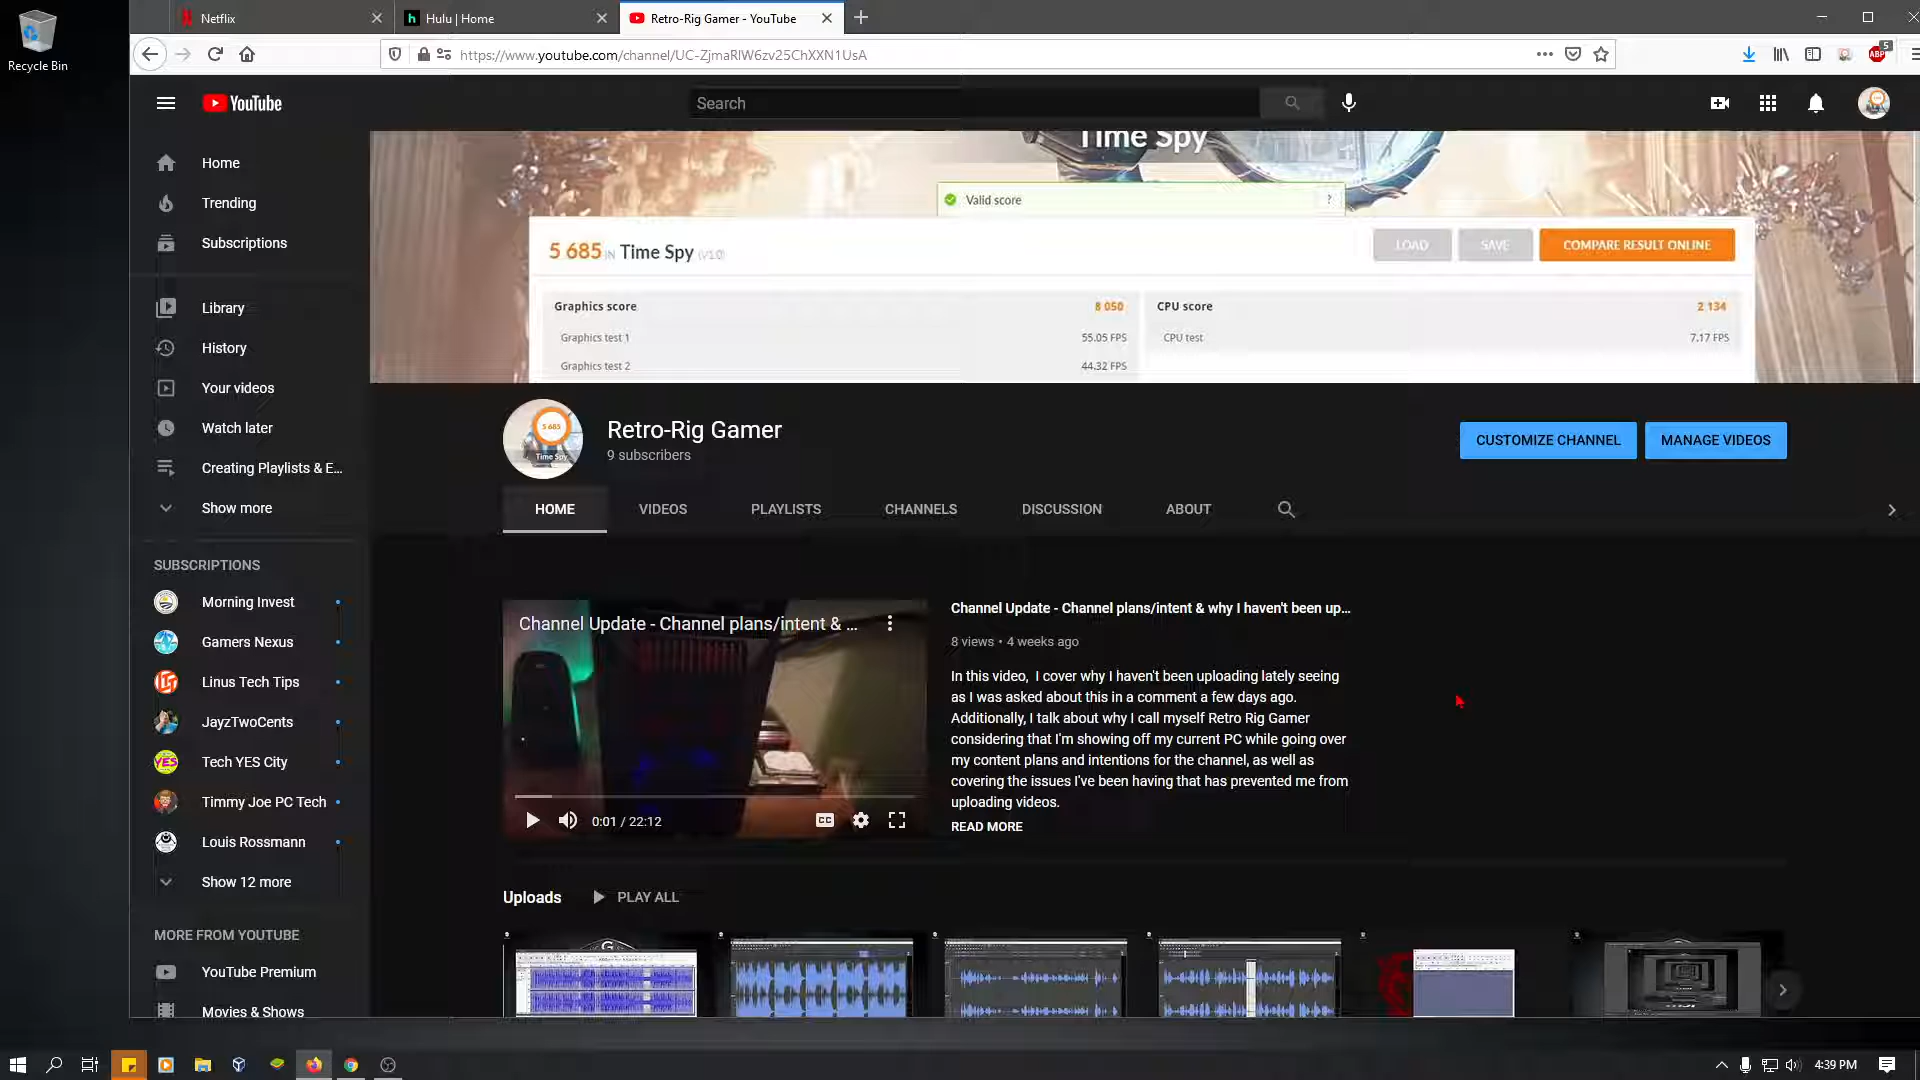 Recycle Bin
Netflix
Hulu | Home
Retro-Rig Gamer - YouTube
https://www.youtube.com/channel/UC-ZjmaRlW6zv25ChXXN1UsA
ABP
5
YouTube
Search
Home
Trending
Subscriptions
Library
History
Your videos
Watch later
Creating Playlists & E...
Show more
SUBSCRIPTIONS
Morning Invest
Gamers Nexus
Linus Tech Tips
JayzTwoCents
Tech YES City
Timmy Joe PC Tech
Louis Rossmann
Show 12 more
MORE FROM YOUTUBE
YouTube Premium
Movies & Shows
Time Spy
Valid score
?
5 685 IN Time Spy (V1.0)
LOAD
SAVE
COMPARE RESULT ONLINE
Graphics score 8 050
Graphics test 1 55.05 FPS
Graphics test 2 44.32 FPS
CPU score 2 134
CPU test 7.17 FPS
5 685
Time Spy
Retro-Rig Gamer
9 subscribers
CUSTOMIZE CHANNEL
MANAGE VIDEOS
HOME
VIDEOS
PLAYLISTS
CHANNELS
DISCUSSION
ABOUT
Channel Update - Channel plans/intent & ...
0:01 / 22:12
CC
Channel Update - Channel plans/intent & why I haven't been up...
8 views • 4 weeks ago
In this video, I cover why I haven't been uploading lately seeing
as I was asked about this in a comment a few days ago.
Additionally, I talk about why I call myself Retro Rig Gamer
considering that I'm showing off my current PC while going over
my content plans and intentions for the channel, as well as
covering the issues I've been having that has prevented me from
uploading videos.
READ MORE
Uploads
PLAY ALL
4:39 PM